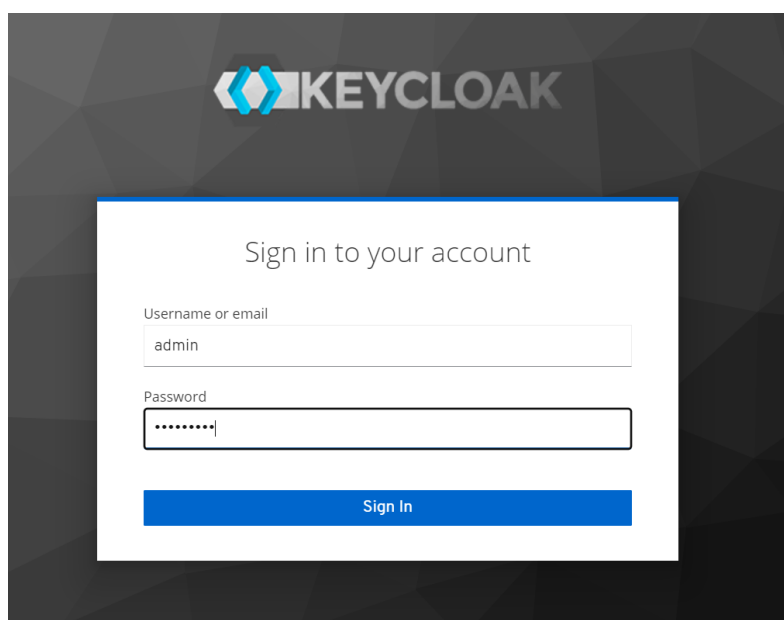 KEYCLOAK
Sign in to your account
Username or email
admin
Password
•••••••••
Sign In